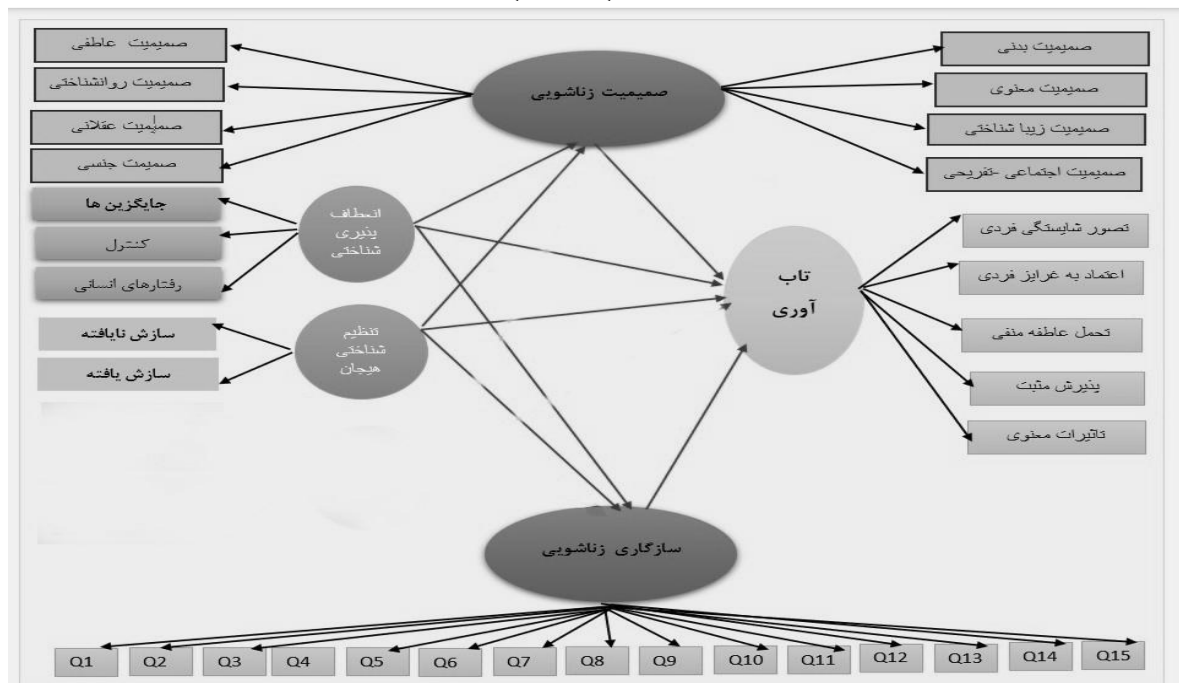 صمیمیت عاطفی
صمیمیت روانشناختی
صمیمیت عقلانی
صمیمت جنسی
صمیمیت زناشویی
صمیمیت بدنی
صمیمیت معنوی
صمیمیت زیبا شناختی
صمیمیت اجتماعی -تفریحی
جایگزین ها
کنترل
رفتارهای انسانی
انعطاف
پذیری
شناختی
سازش نایافته
سازش یافته
تنظیم
شناختی
هیجان
تاب
آوری
تصور شایستگی فردی
اعتماد به غرایز فردی
تحمل عاطفه منفی
پذیرش مثبت
تاثیرات معنوی
سازگاری زناشویی
Q1 Q2 Q3 Q4 Q5 Q6 Q7 Q8 Q9 Q10 Q11 Q12 Q13 Q14 Q15